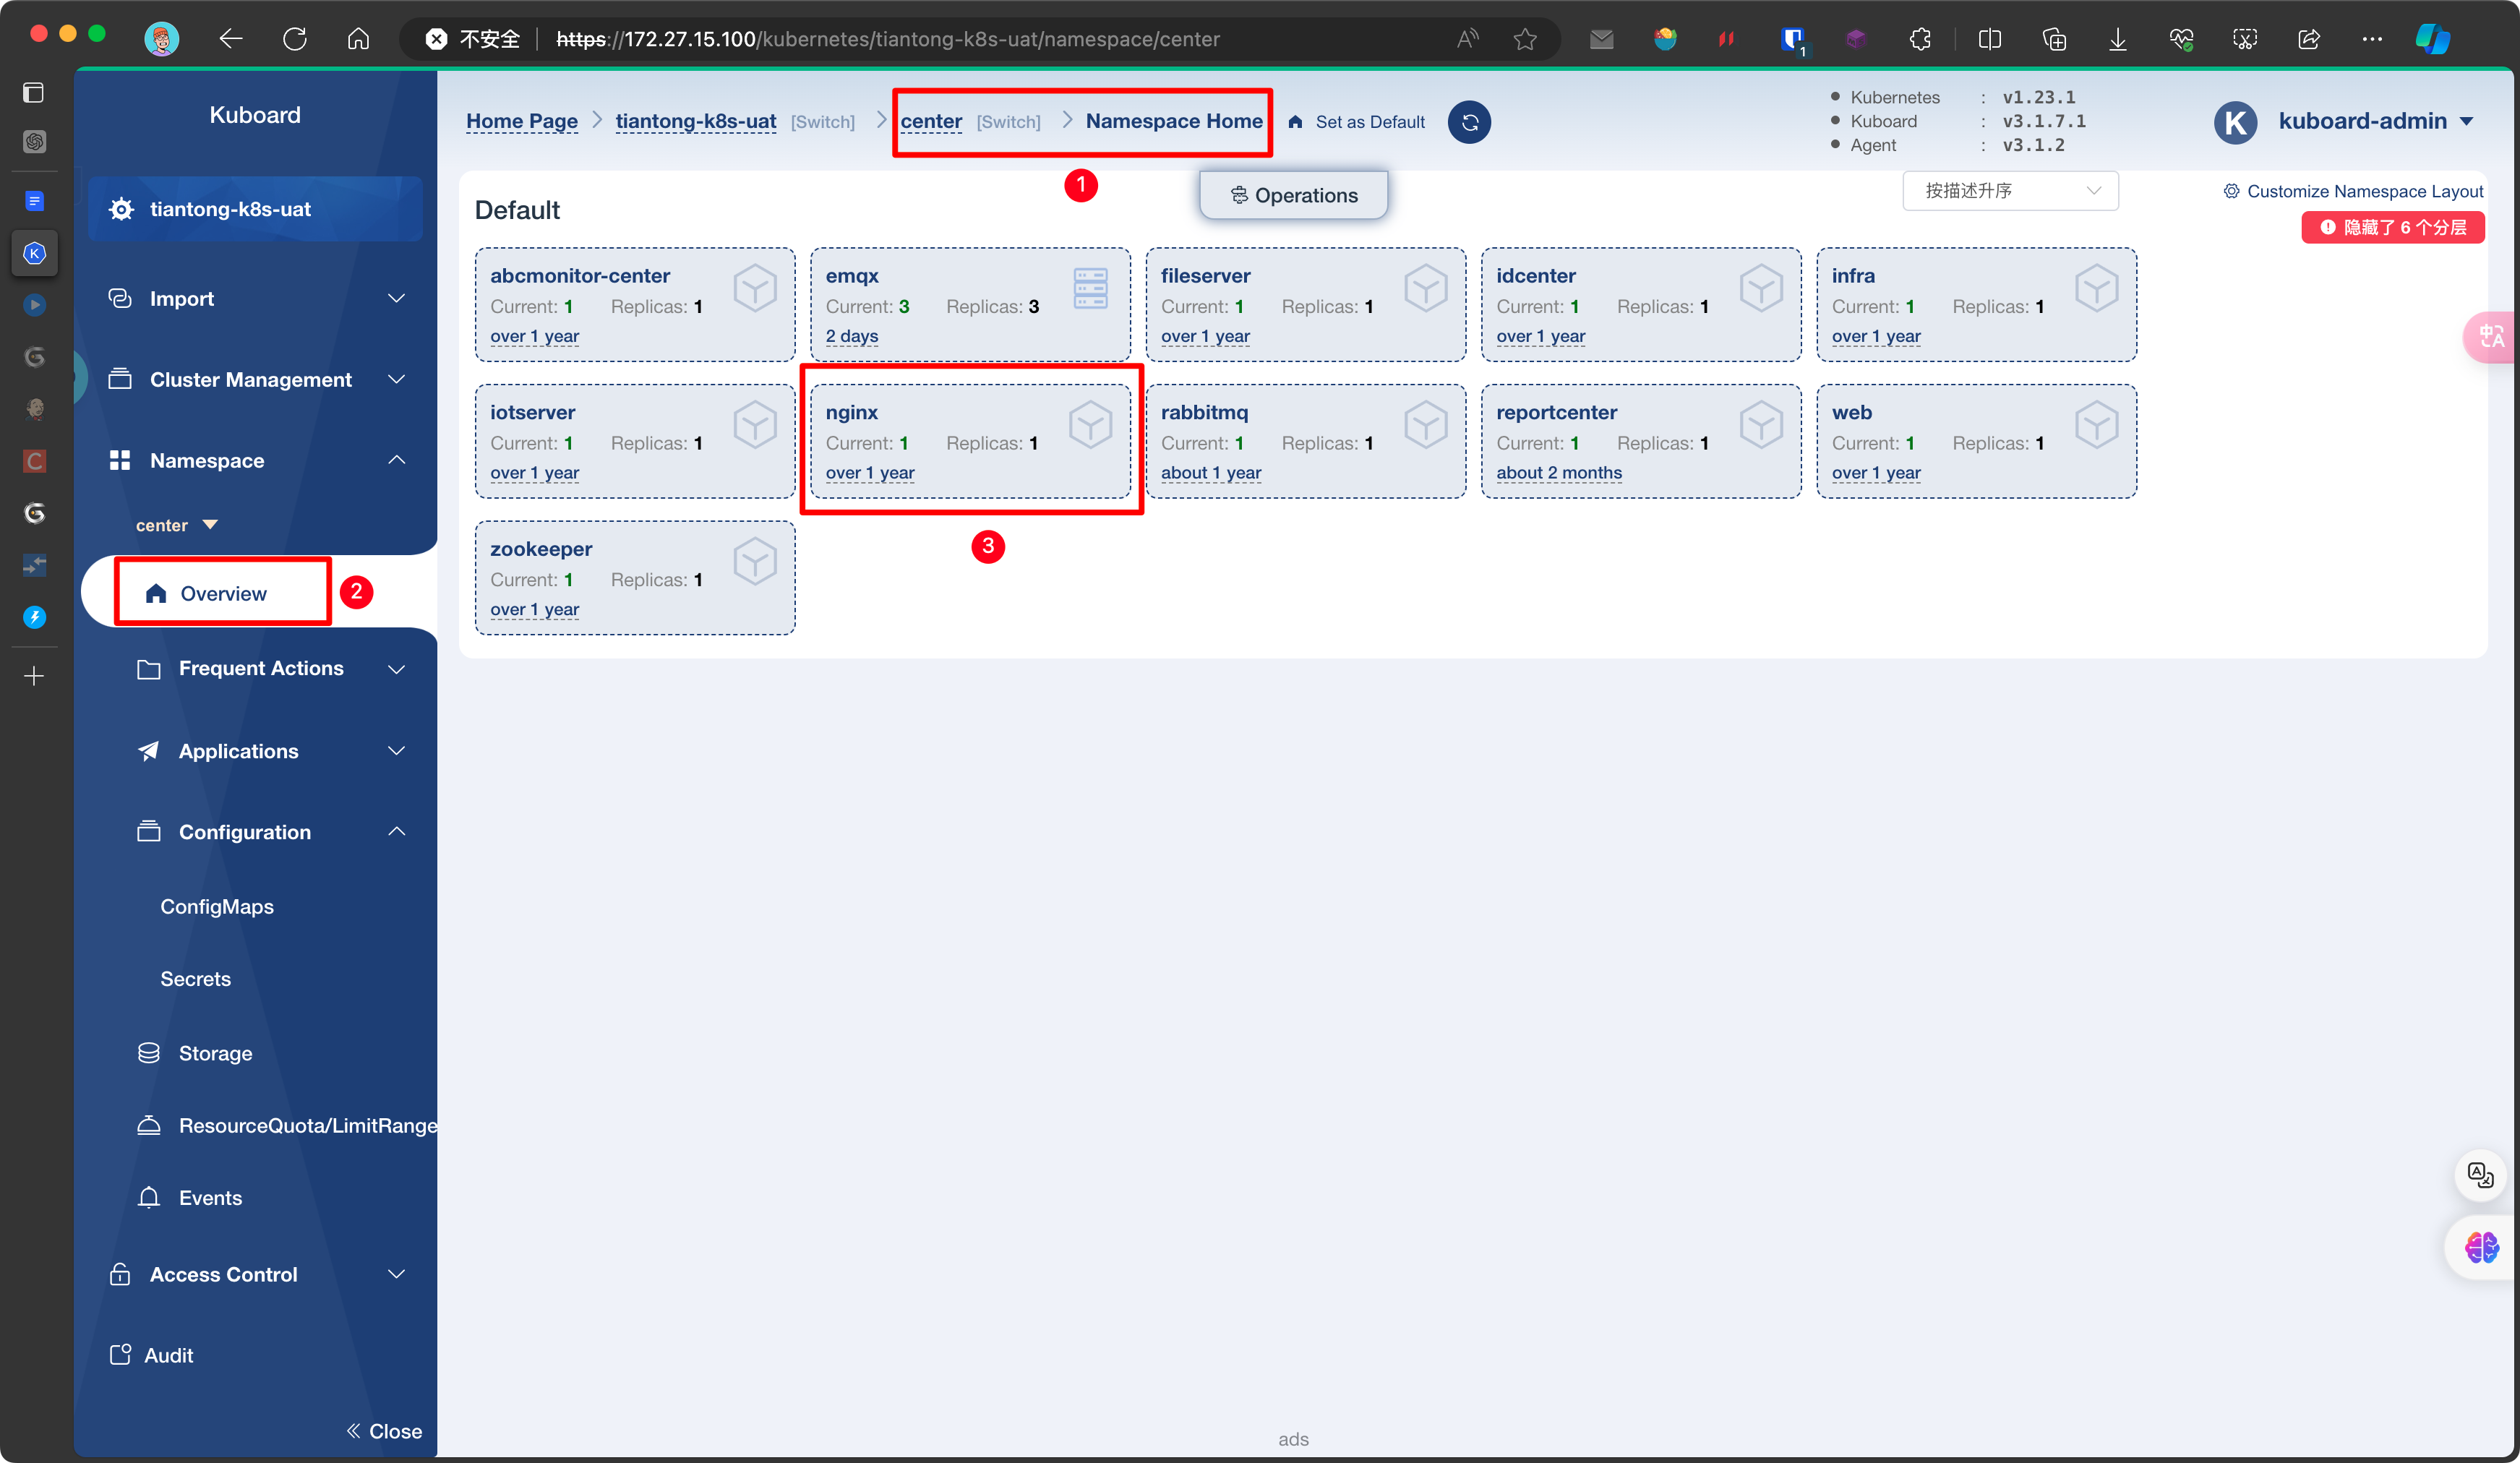 不安全
https://172.27.15.100/kubernetes/tiantong-k8s-uat/namespace/center
1
Kuboard
tiantong-k8s-uat
Import
Cluster Management
Namespace
center
Overview
2
Frequent Actions
Applications
Configuration
ConfigMaps
Secrets
Storage
ResourceQuota/LimitRange
Events
Access Control
Audit
Close
Home Page > tiantong-k8s-uat [Switch] > center [Switch] > Namespace Home
Set as Default
Kubernetes : v1.23.1
Kuboard : v3.1.7.1
Agent : v3.1.2
K
kuboard-admin
1
Operations
按描述升序
Customize Namespace Layout
隐藏了 6 个分层
Default
abcmonitor-center
Current: 1 Replicas: 1
over 1 year
emqx
Current: 3 Replicas: 3
2 days
fileserver
Current: 1 Replicas: 1
over 1 year
idcenter
Current: 1 Replicas: 1
over 1 year
infra
Current: 1 Replicas: 1
over 1 year
iotserver
Current: 1 Replicas: 1
over 1 year
nginx
Current: 1 Replicas: 1
over 1 year
rabbitmq
Current: 1 Replicas: 1
about 1 year
reportcenter
Current: 1 Replicas: 1
about 2 months
web
Current: 1 Replicas: 1
over 1 year
3
zookeeper
Current: 1 Replicas: 1
over 1 year
ads